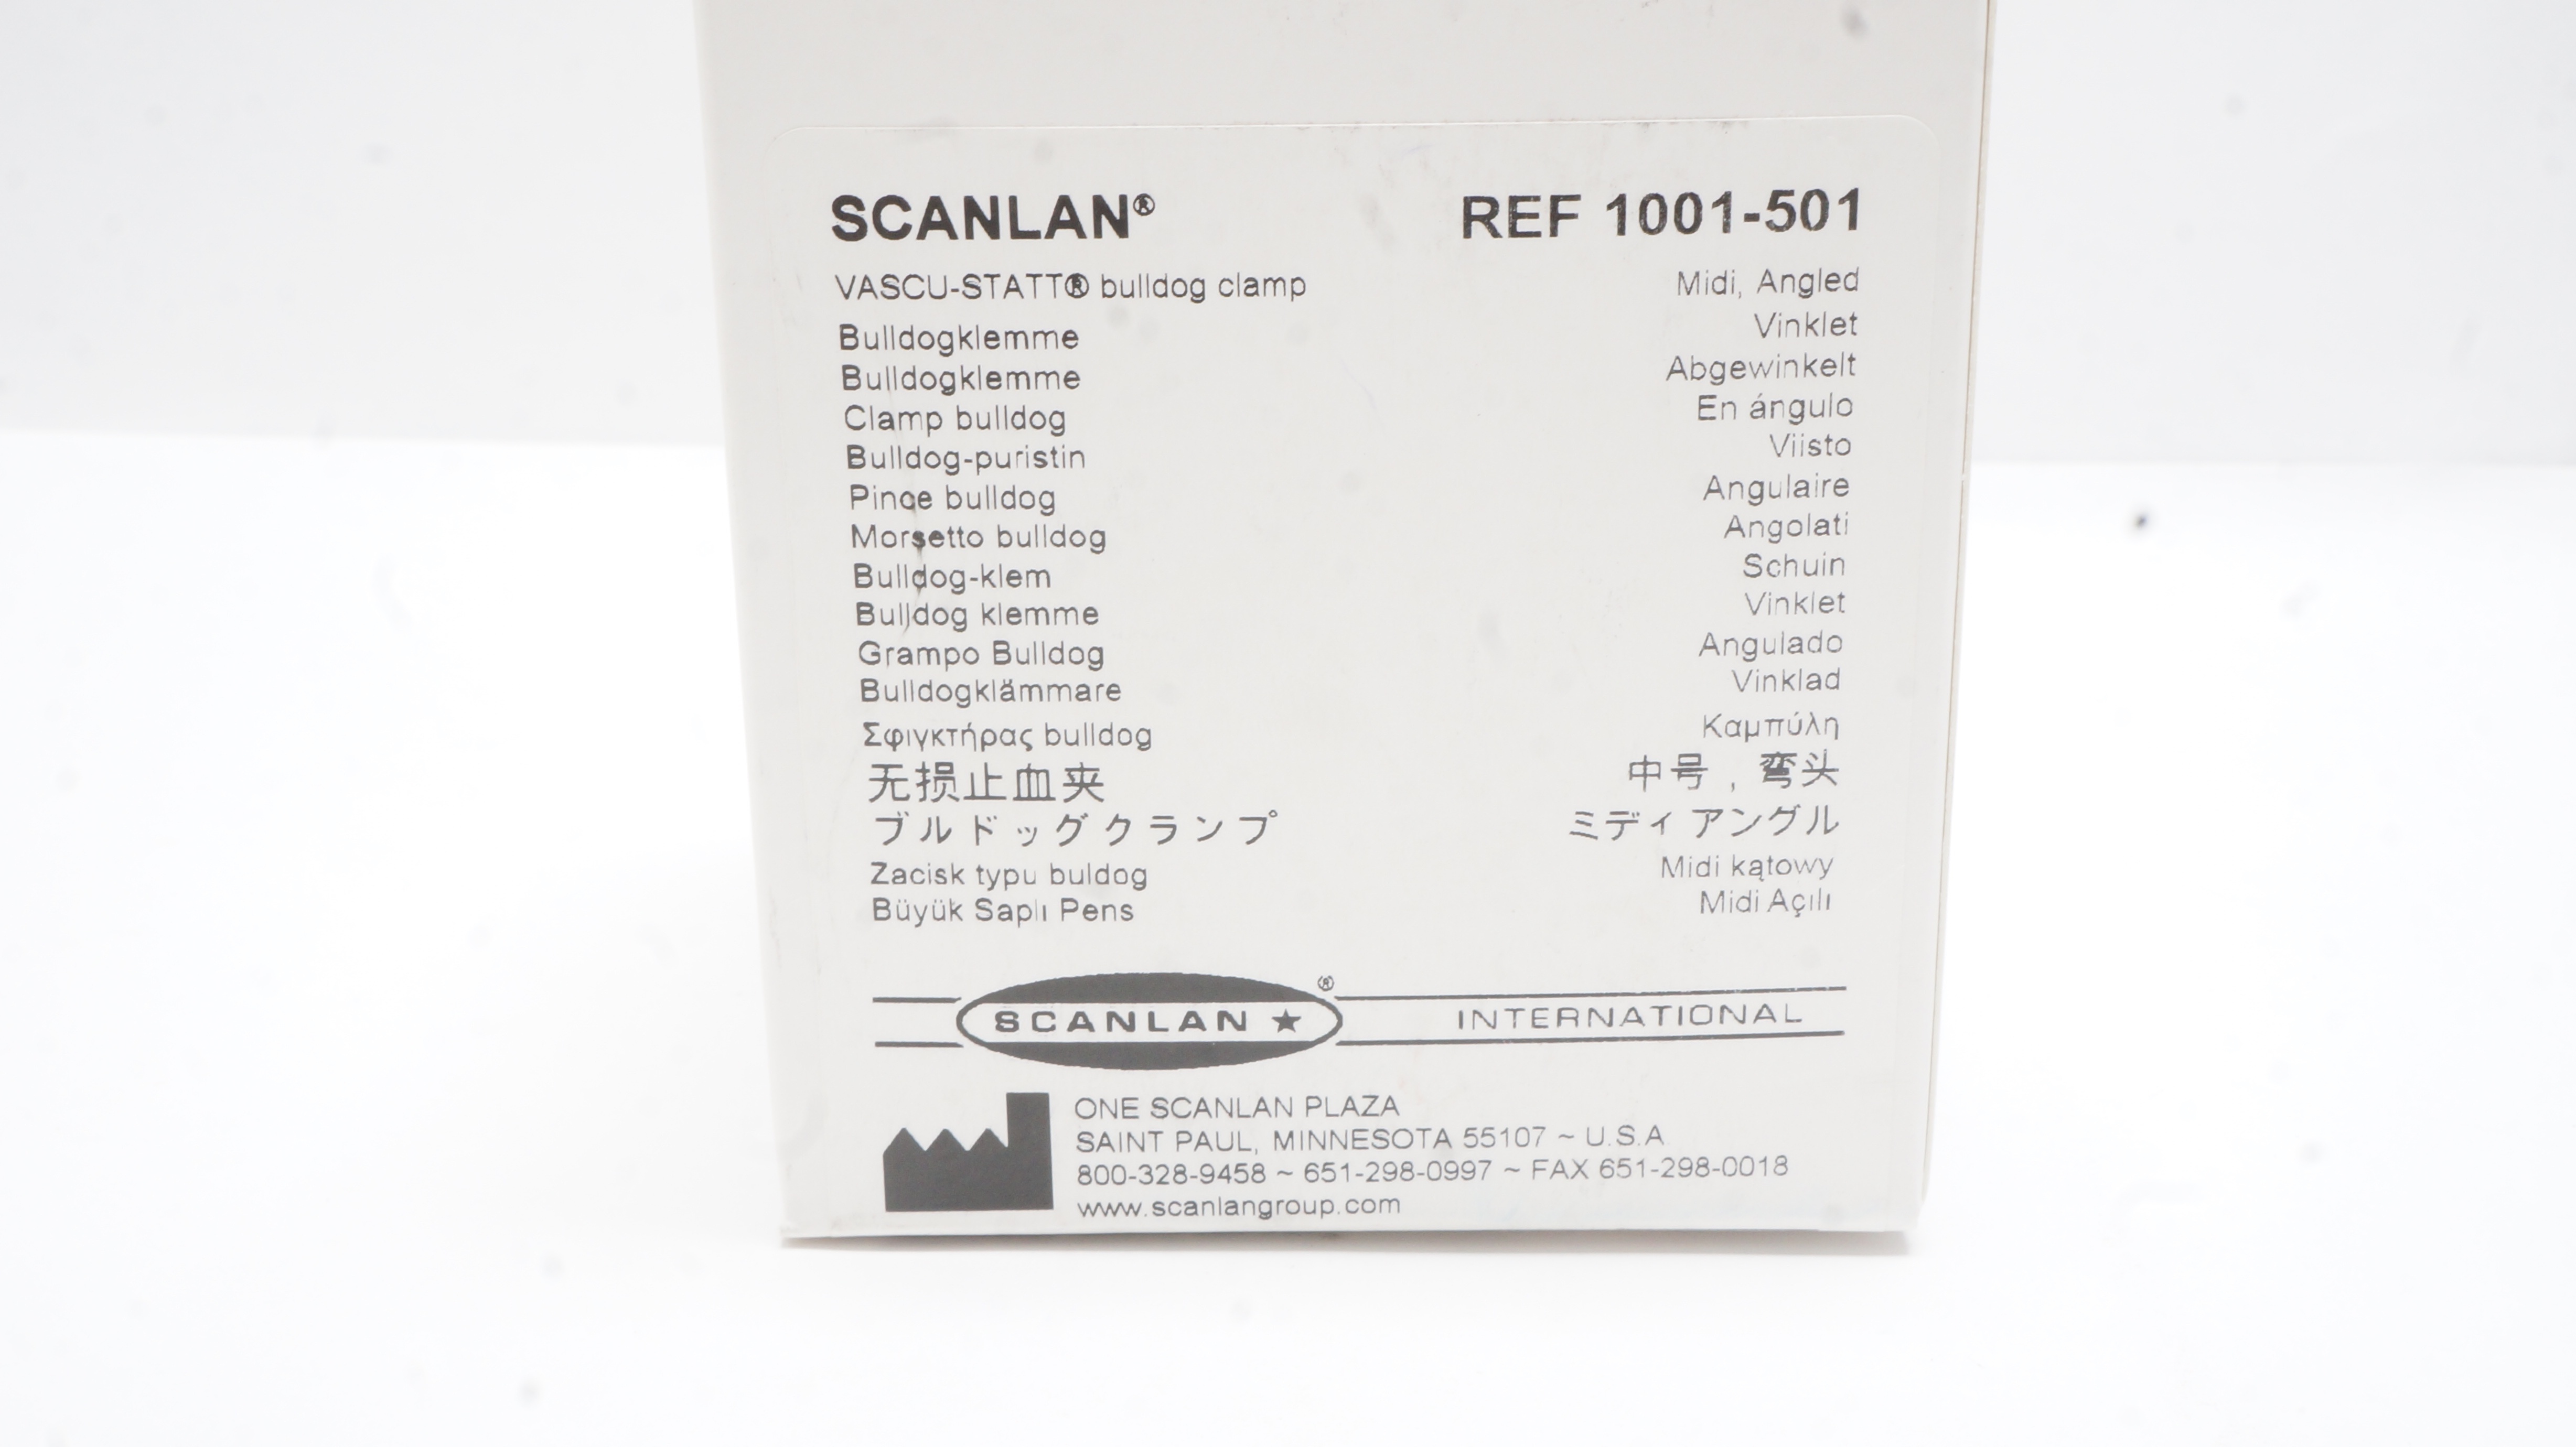 SCANLAN® REF 1001-501
VASCU-STATT® bulldog clamp Midi, Angled
Bulldogklemme Vinklet
Bulldogklemme Abgewinkelt
Clamp bulldog En ángulo
Bulldog-puristin Viisto
Pince bulldog Angulaire
Morsetto bulldog Angolati
Bulldog-klem Schuin
Bulldog klemme Vinklet
Grampo Bulldog Angulado
Bulldogklämmare Vinklad
Σφιγκτήρας bulldog Καμπύλη
无损止血夹 中号，弯头
ブルドッグクランプ ミディ アングル
Zacisk typu buldog Midi kątowy
Büyük Saplı Pens Midi Açılı
SCANLAN ★ ® INTERNATIONAL
ONE SCANLAN PLAZA
SAINT PAUL, MINNESOTA 55107 ~ U.S.A
800-328-9458 ~ 651-298-0997 ~ FAX 651-298-0018
www.scanlangroup.com